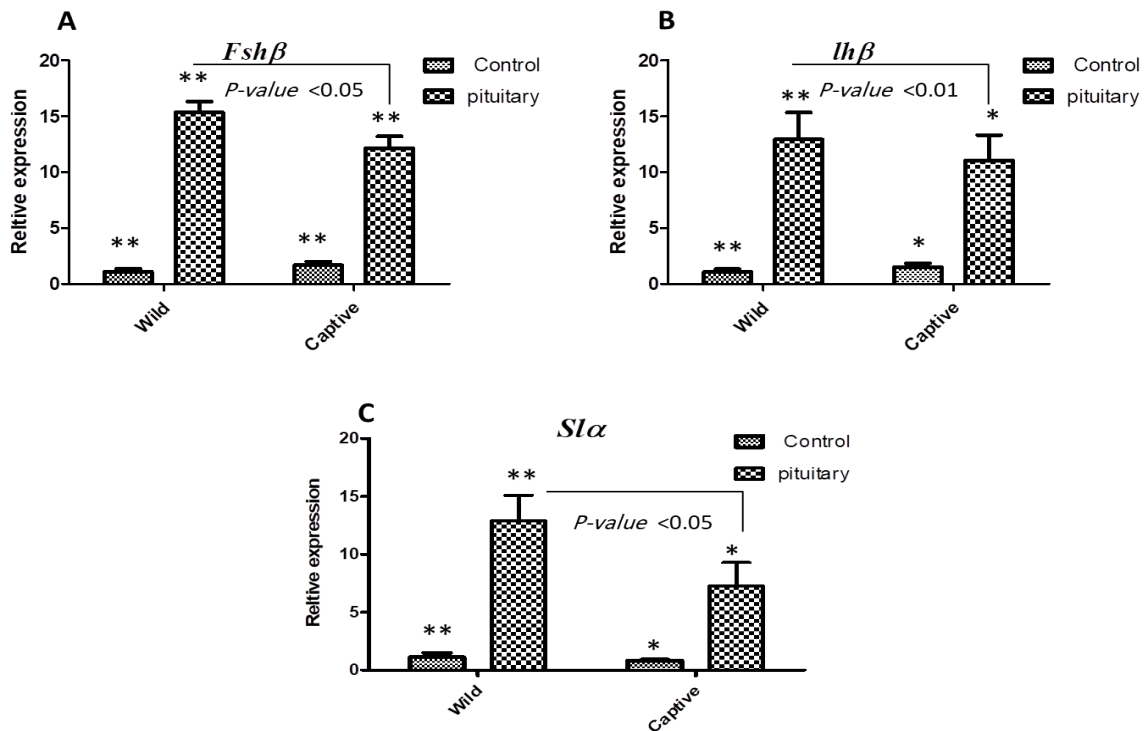 A
Fshβ
Control
pituitary
P-value <0.05
**
**
**
**
Reltive expression
20
15
10
5
0
Wild
Captive
B
lhβ
Control
pituitary
P-value <0.01
**
*
**
*
Reltive expression
20
15
10
5
0
Wild
Captive
C
Slα
Control
pituitary
P-value <0.05
**
*
**
*
Reltive expression
20
15
10
5
0
Wild
Captive